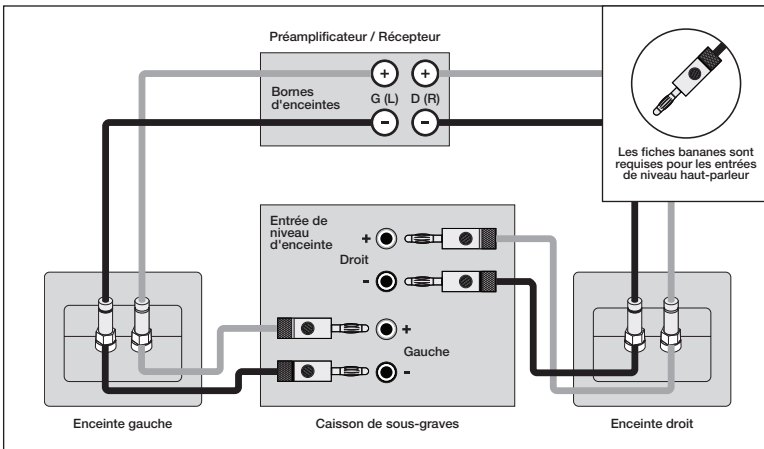 Préamplificateur / Récepteur
Bornes
d'enceintes
+
+
G (L)
D (R)
-
-
Les fiches bananes sont
requises pour les entrées
de niveau haut-parleur
Entrée de
niveau
d'enceinte
+
Droit
-
+
Gauche
-
Enceinte gauche
Caisson de sous-graves
Enceinte droit